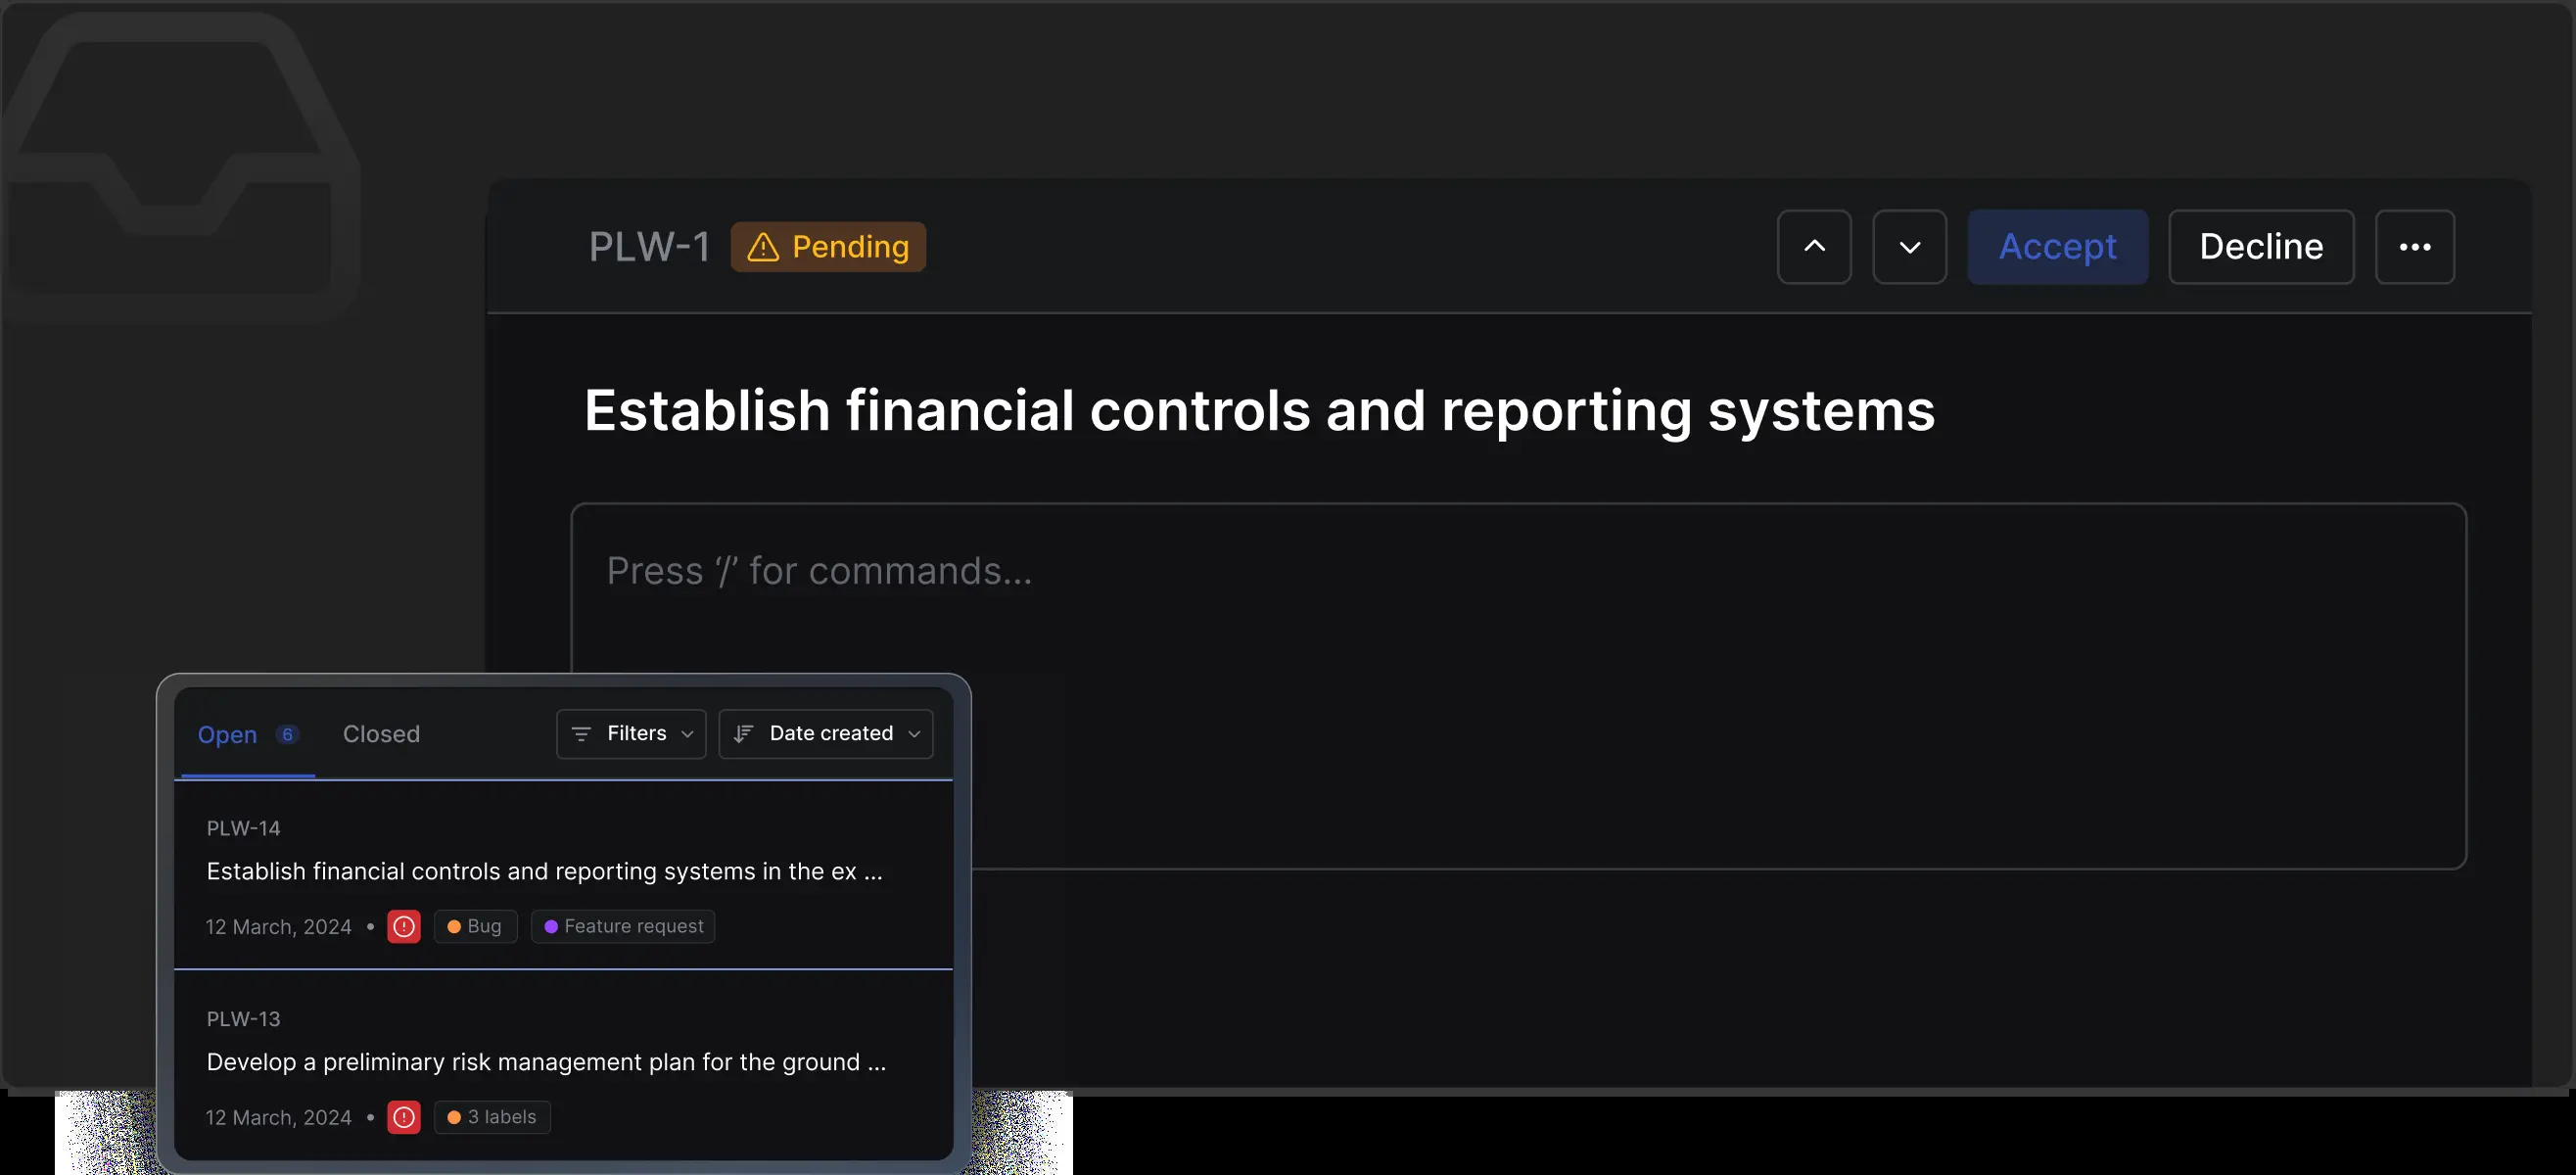 PLW-1 Pending Accept Decline
Establish financial controls and reporting systems
Press ‘/’ for commands...
Open 6 Closed Filters Date created
PLW-14
Establish financial controls and reporting systems in the ex ...
12 March, 2024 • Bug Feature request
PLW-13
Develop a preliminary risk management plan for the ground ...
12 March, 2024 • 3 labels